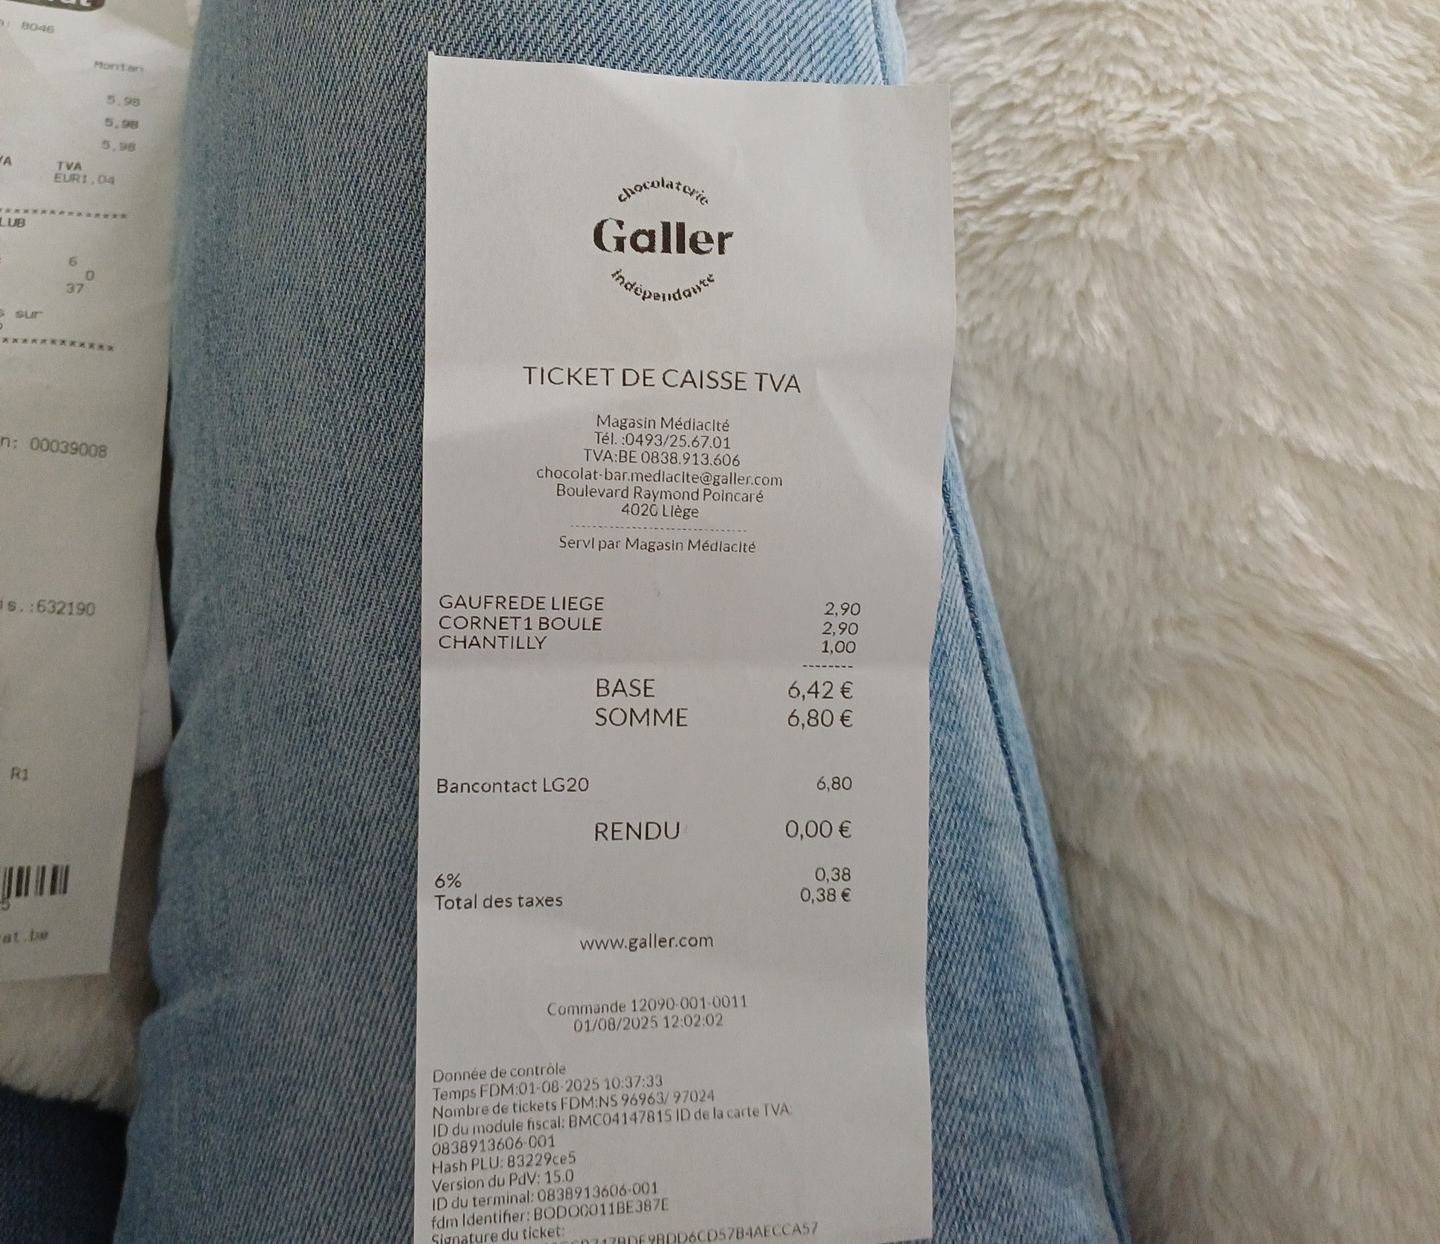 8046
Montan
5,98
5,98
5,98
TVA
EUR1,04
LUB
6
0
37
sur
n: 00039008
is.:632190
R1
at.be
chocolaterie
Galler
indépendante
TICKET DE CAISSE TVA
Magasin Médiacité
Tél. :0493/25.67.01
TVA:BE 0838.913.606
chocolat-bar.mediacite@galler.com
Boulevard Raymond Poincaré
4020 Liège
Servi par Magasin Médiacité
GAUFREDE LIEGE 2,90
CORNET1 BOULE 2,90
CHANTILLY 1,00
--------
BASE 6,42 €
SOMME 6,80 €
Bancontact LG20 6,80
RENDU 0,00 €
6% 0,38
Total des taxes 0,38 €
www.galler.com
Commande 12090-001-0011
01/08/2025 12:02:02
Donnée de contrôle
Temps FDM:01-08-2025 10:37:33
Nombre de tickets FDM:NS 96963/ 97024
ID du module fiscal: BMC04147815 ID de la carte TVA:
0838913606-001
Hash PLU: 83229ce5
Version du PdV: 15.0
ID du terminal: 0838913606-001
fdm Identifier: BODO0011BE387E
Signature du ticket: